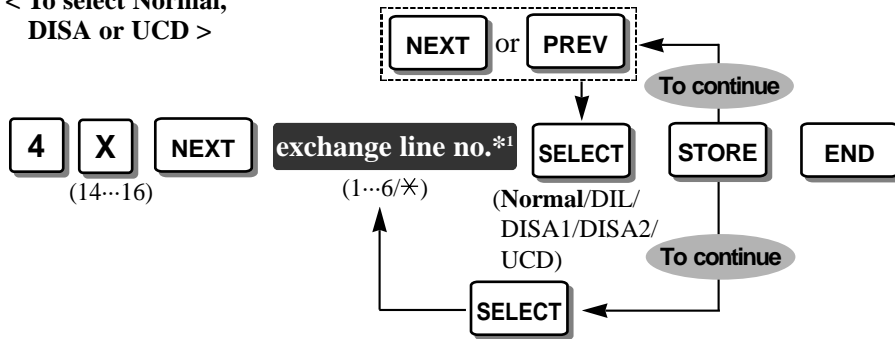 < To select Normal,
DISA or UCD >
NEXT or PREV
To continue
4 X NEXT exchange line no.*1 SELECT STORE END
(14···16) (1···6/✳) (Normal/DIL/
DISA1/DISA2/
UCD)
To continue
SELECT